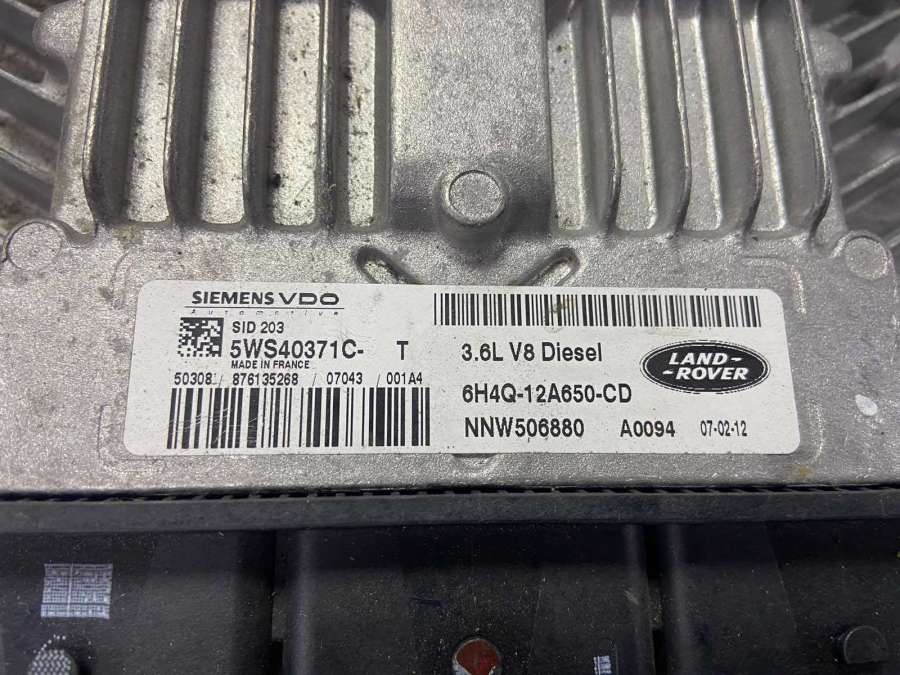 SIEMENS VDO
Automotive
SID 203
5WS40371C- T
MADE IN FRANCE
50308 876135268 07043 001A4
3.6L V8 Diesel
LAND-
-ROVER
6H4Q-12A650-CD
NNW506880 A0094 07-02-12